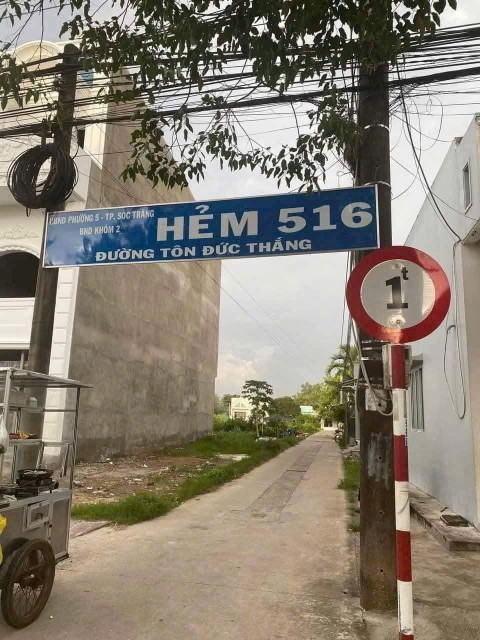 UBND PHƯỜNG 5 - TP. SÓC TRĂNG
BND KHÓM 2
HẺM 516
ĐƯỜNG TÔN ĐỨC THẮNG
1t